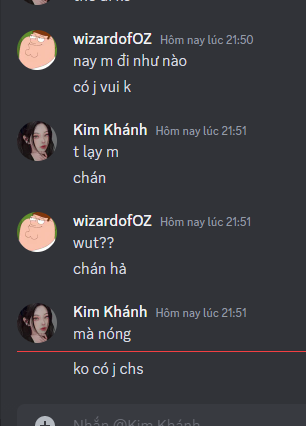 wizardofOZ Hôm nay lúc 21:50
nay m đi như nào
có j vui k
Kim Khánh Hôm nay lúc 21:51
t lạy m
chán
wizardofOZ Hôm nay lúc 21:51
wut??
chán hả
Kim Khánh Hôm nay lúc 21:51
mà nóng
ko có j chs
Nhắn @Kim Khánh